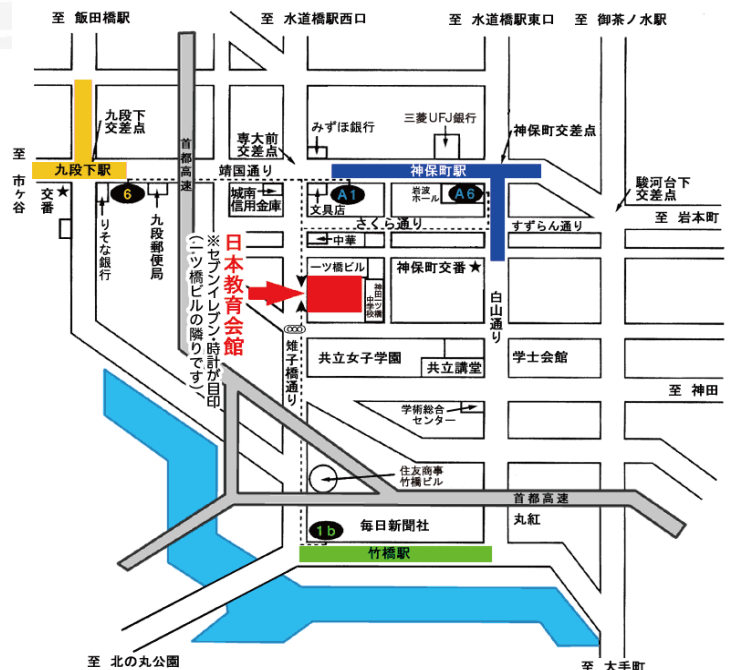 至 飯田橋駅
至 水道橋駅西口
至 水道橋駅東口
至 御茶ノ水駅
九段下
交差点
首都高速
専大前
交差点
みずほ銀行
三菱UFJ銀行
神保町交差点
至 市ヶ谷
九段下駅
靖国通り
神保町駅
駿河台下
交差点
交番★
6
城南
信用金庫
A1
文具店
岩波
ホール
A6
至 岩本町
りそな銀行
九段郵便局
さくら通り
すずらん通り
中華
日本教育会館
※セブンイレブン・時計が目印
(一ツ橋ビルの隣りです)
一ツ橋ビル
神田一ツ橋
中学校
神保町交番★
白山通り
雉子橋通り
共立女子学園
共立講堂
学士会館
至 神田
学術総合
センター
住友商事
竹橋ビル
首都高速
1b
毎日新聞社
丸紅
竹橋駅
至 北の丸公園
至 大手町